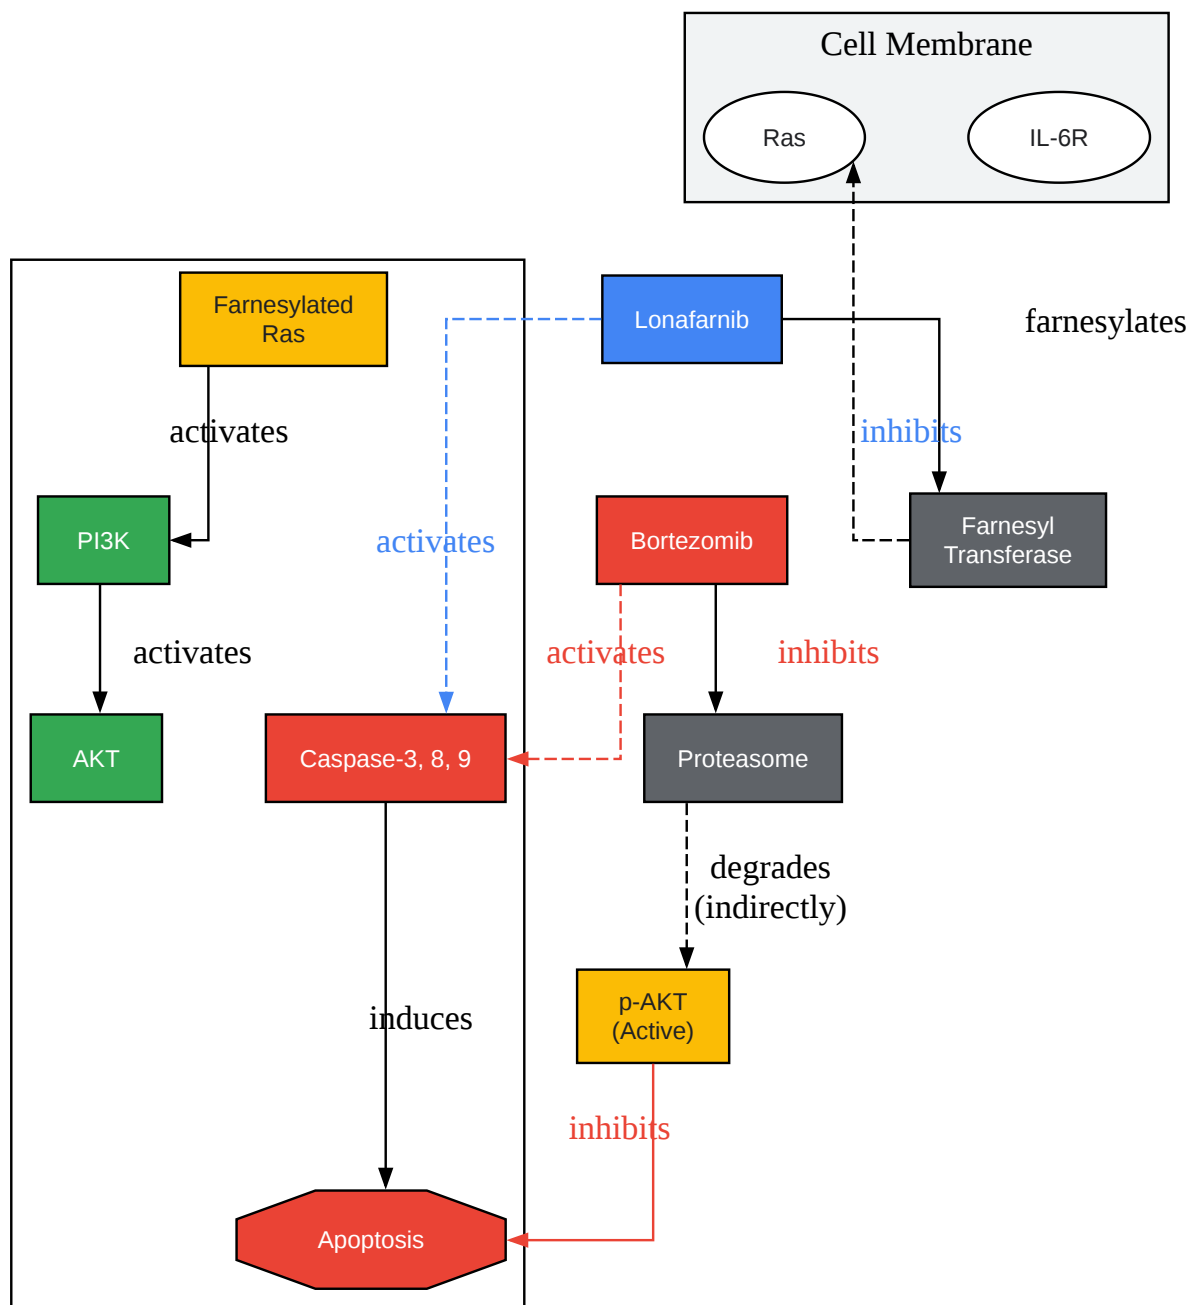 Cell Membrane
Ras
IL-6R
Farnesylated
Ras
Lonafarnib
farnesylates
activates
inhibits
PI3K
activates
Bortezomib
Farnesyl
Transferase
activates
activates
inhibits
AKT
Caspase-3, 8, 9
Proteasome
degrades
(indirectly)
p-AKT
(Active)
induces
inhibits
Apoptosis